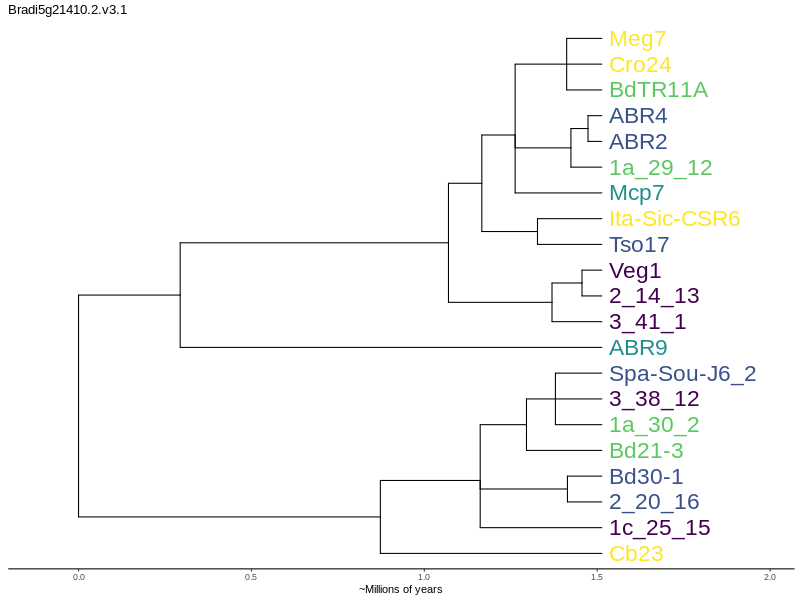 Bradi5g21410.2.v3.1
Meg7
Cro24
BdTR11A
ABR4
ABR2
1a_29_12
Mcp7
Ita-Sic-CSR6
Tso17
Veg1
2_14_13
3_41_1
ABR9
Spa-Sou-J6_2
3_38_12
1a_30_2
Bd21-3
Bd30-1
2_20_16
1c_25_15
Cb23
0.0 0.5 1.0 1.5 2.0
~Millions of years